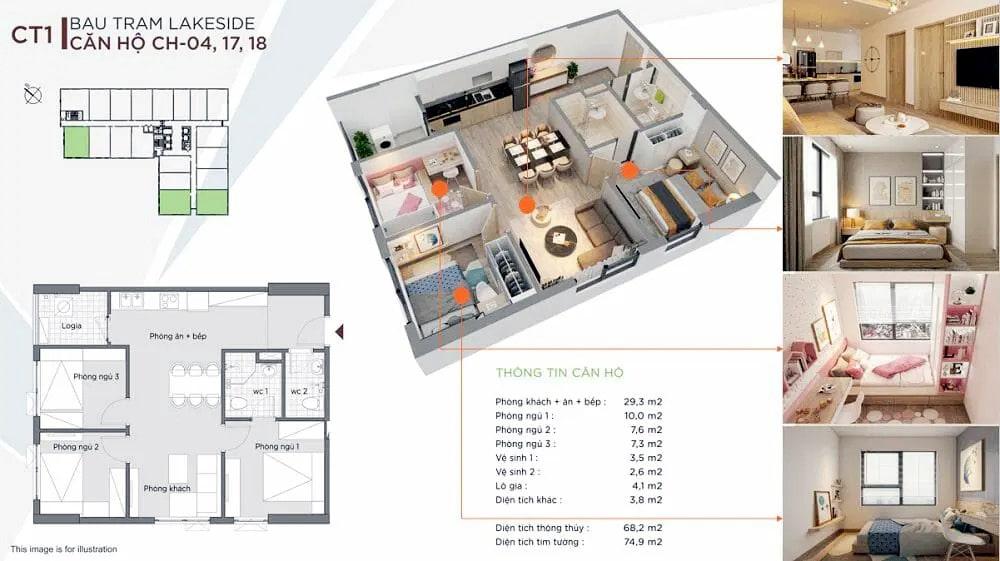 CT1
BAU TRAM LAKESIDE
CĂN HỘ CH-04, 17, 18
Logia
Phòng ăn + bếp
Phòng ngủ 3
wc 1
wc 2
Phòng ngủ 2
Phòng ngủ 1
Phòng khách
This image is for illustration
THÔNG TIN CĂN HỘ
Phòng khách + ăn + bếp : 29,3 m2
Phòng ngủ 1 : 10,0 m2
Phòng ngủ 2 : 7,6 m2
Phòng ngủ 3 : 7,3 m2
Vệ sinh 1 : 3,5 m2
Vệ sinh 2 : 2,6 m2
Lô gia : 4,1 m2
Diện tích khác : 3,8 m2
Diện tích thông thủy : 68,2 m2
Diện tích tim tường : 74,9 m2